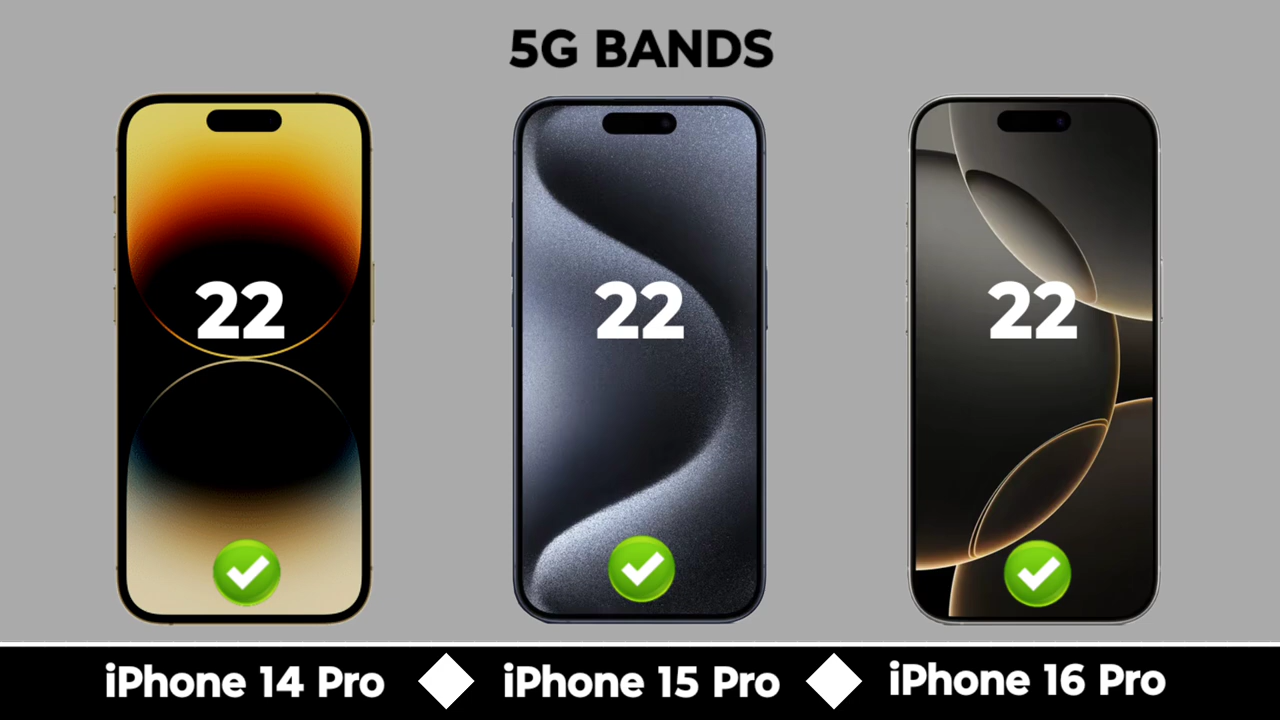 5G BANDS
22
22
22
iPhone 14 Pro
iPhone 15 Pro
iPhone 16 Pro